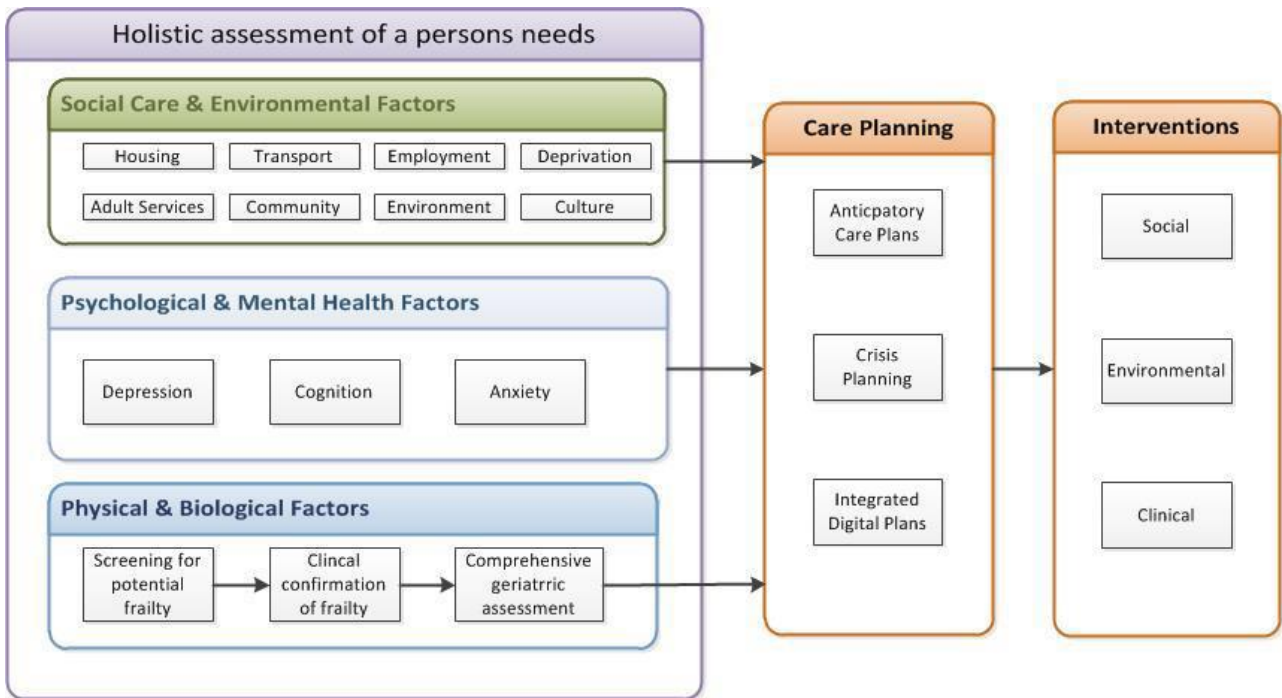 Holistic assessment of a persons needs
Social Care & Environmental Factors
Housing
Transport
Employment
Deprivation
Adult Services
Community
Environment
Culture
Psychological & Mental Health Factors
Depression
Cognition
Anxiety
Physical & Biological Factors
Screening for
potential
frailty
Clincal
confirmation
of frailty
Comprehensive
geriatrric
assessment
Care Planning
Anticpatory
Care Plans
Crisis
Planning
Integrated
Digital Plans
Interventions
Social
Environmental
Clinical